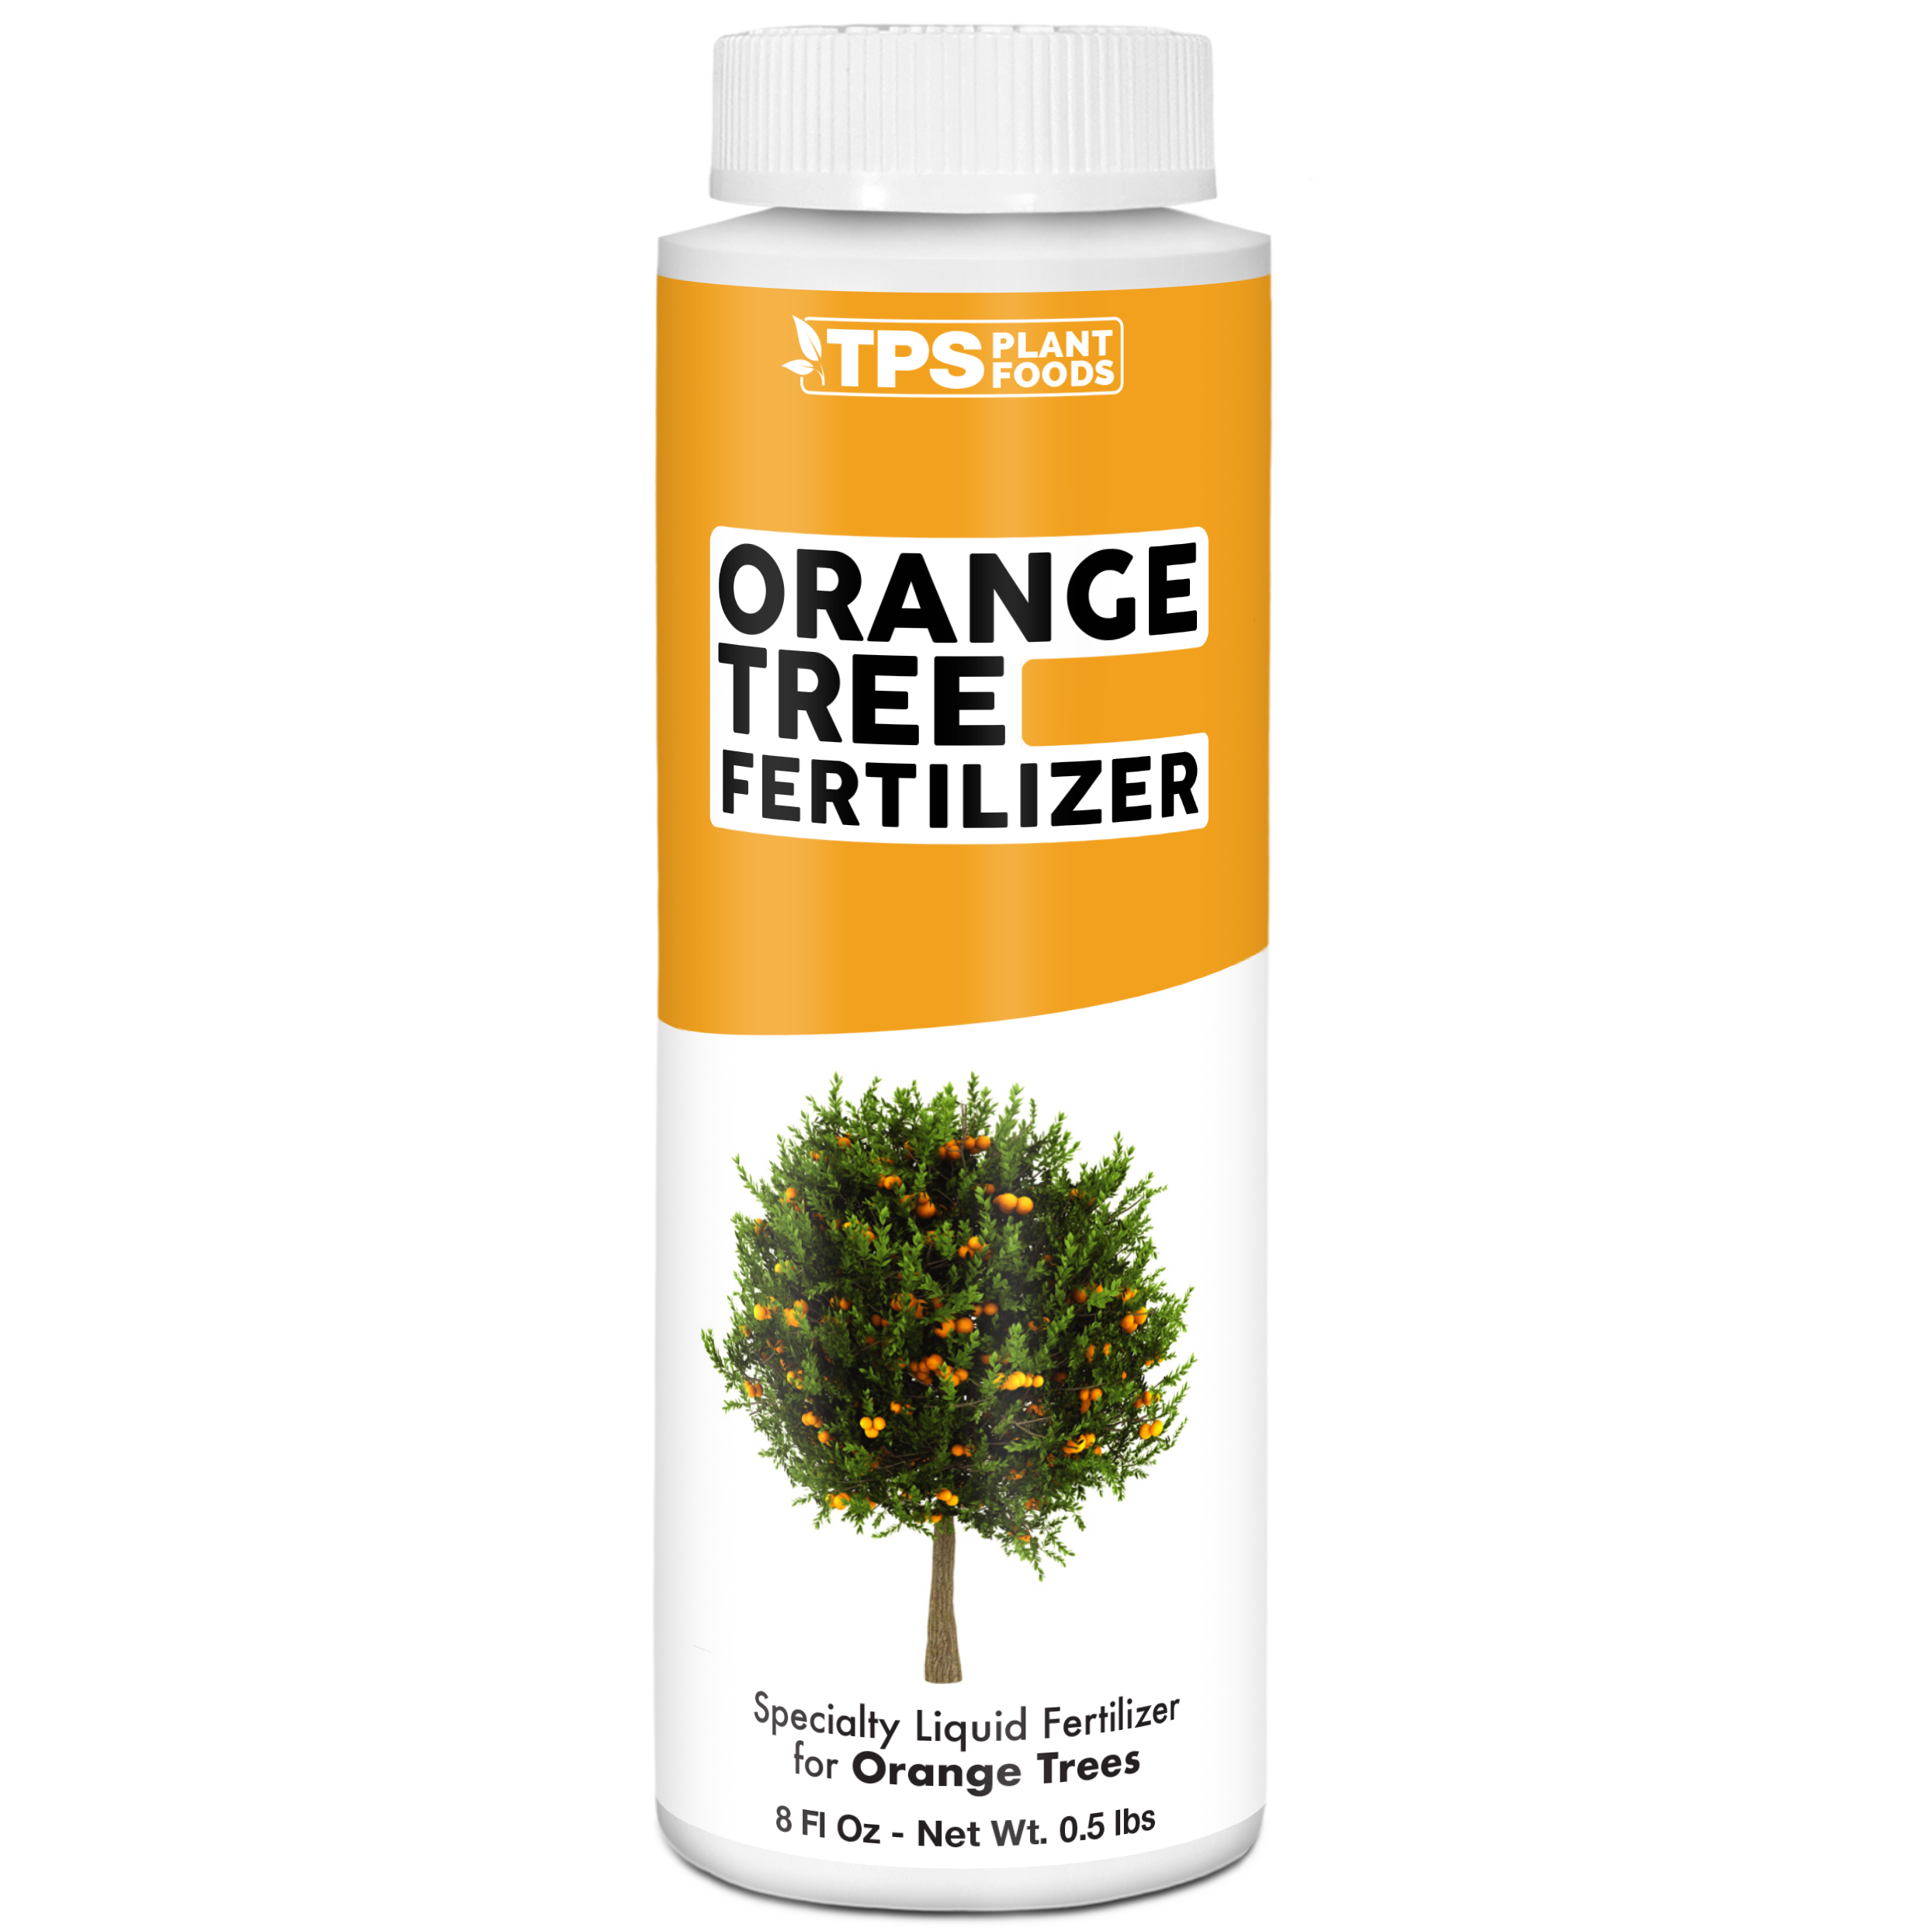 TPS PLANT FOODS
ORANGE
TREE
FERTILIZER
Specialty Liquid Fertilizer
for Orange Trees
8 Fl Oz - Net Wt. 0.5 lbs